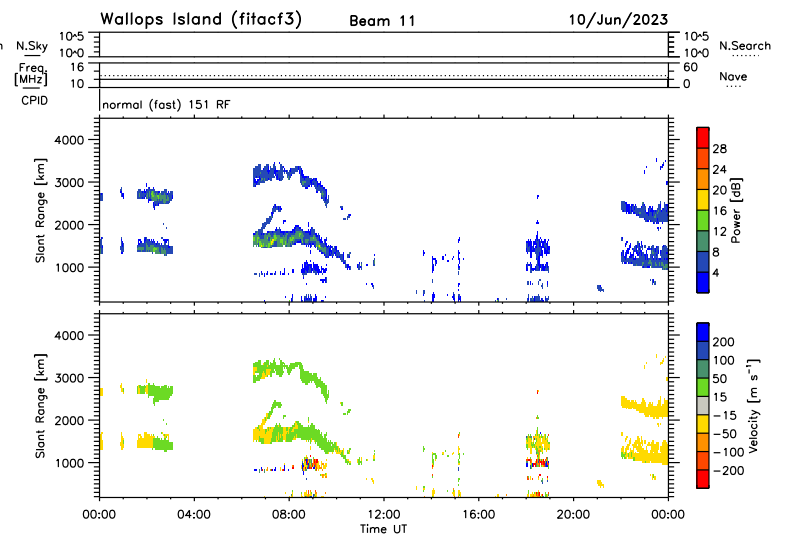 Wallops Island (fitacf3) Beam 11 10/Jun/2023
N.Sky 10^5 10^0 10^5 10^0 N.Search
Freq. [MHz] 16 10 60 0 Nave
CPID normal (fast) 151 RF
Slant Range [km] 4000 3000 2000 1000
28 24 20 16 12 8 4 Power [dB]
Slant Range [km] 4000 3000 2000 1000
200 100 50 15 −15 −50 −100 −200 Velocity [m s⁻¹]
00:00 04:00 08:00 12:00 16:00 20:00 00:00
Time UT